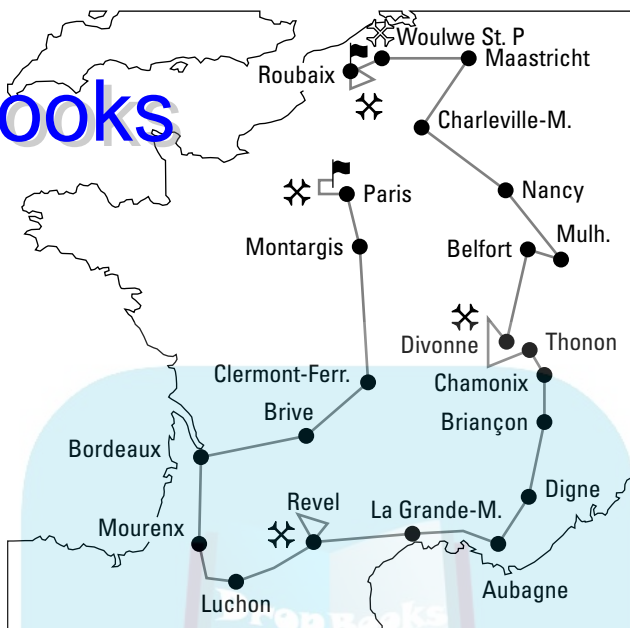 Woulwe St. P
Roubaix
Maastricht
ooks
Charleville-M.
Paris
Nancy
Montargis
Belfort
Mulh.
Divonne
Thonon
Clermont-Ferr.
Chamonix
Brive
Briançon
Bordeaux
Revel
La Grande-M.
Digne
Mourenx
Aubagne
Luchon
DropBooks